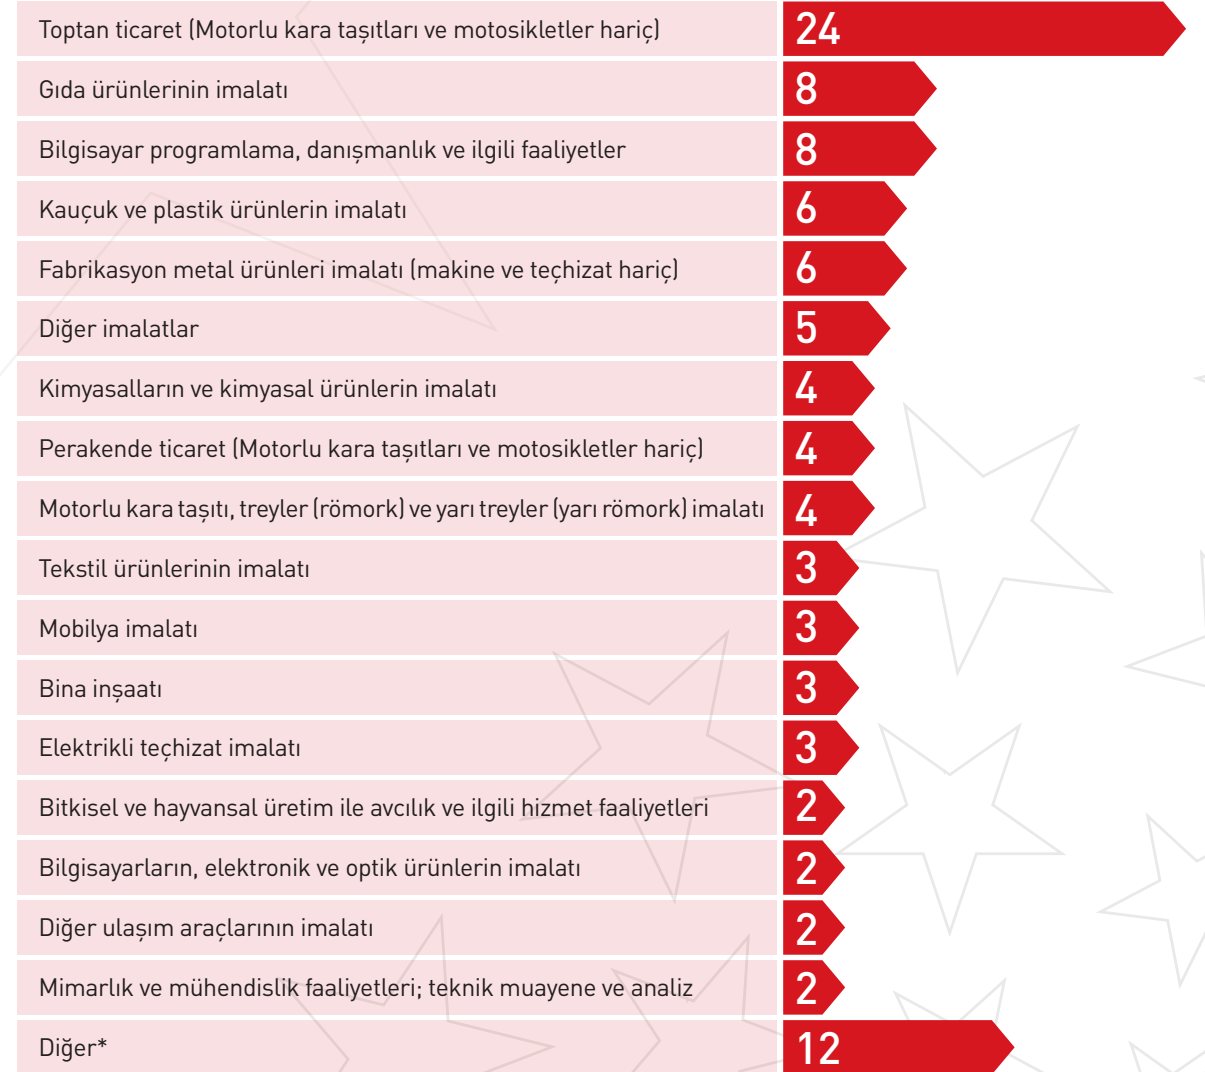 Toptan ticaret (Motorlu kara taşıtları ve motosikletler hariç) 24
Gıda ürünlerinin imalatı 8
Bilgisayar programlama, danışmanlık ve ilgili faaliyetler 8
Kauçuk ve plastik ürünlerin imalatı 6
Fabrikasyon metal ürünleri imalatı (makine ve teçhizat hariç) 6
Diğer imalatlar 5
Kimyasalların ve kimyasal ürünlerin imalatı 4
Perakende ticaret (Motorlu kara taşıtları ve motosikletler hariç) 4
Motorlu kara taşıtı, treyler (römork) ve yarı treyler (yarı römork) imalatı 4
Tekstil ürünlerinin imalatı 3
Mobilya imalatı 3
Bina inşaatı 3
Elektrikli teçhizat imalatı 3
Bitkisel ve hayvansal üretim ile avcılık ve ilgili hizmet faaliyetleri 2
Bilgisayarların, elektronik ve optik ürünlerin imalatı 2
Diğer ulaşım araçlarının imalatı 2
Mimarlık ve mühendislik faaliyetleri; teknik muayene ve analiz 2
Diğer* 12